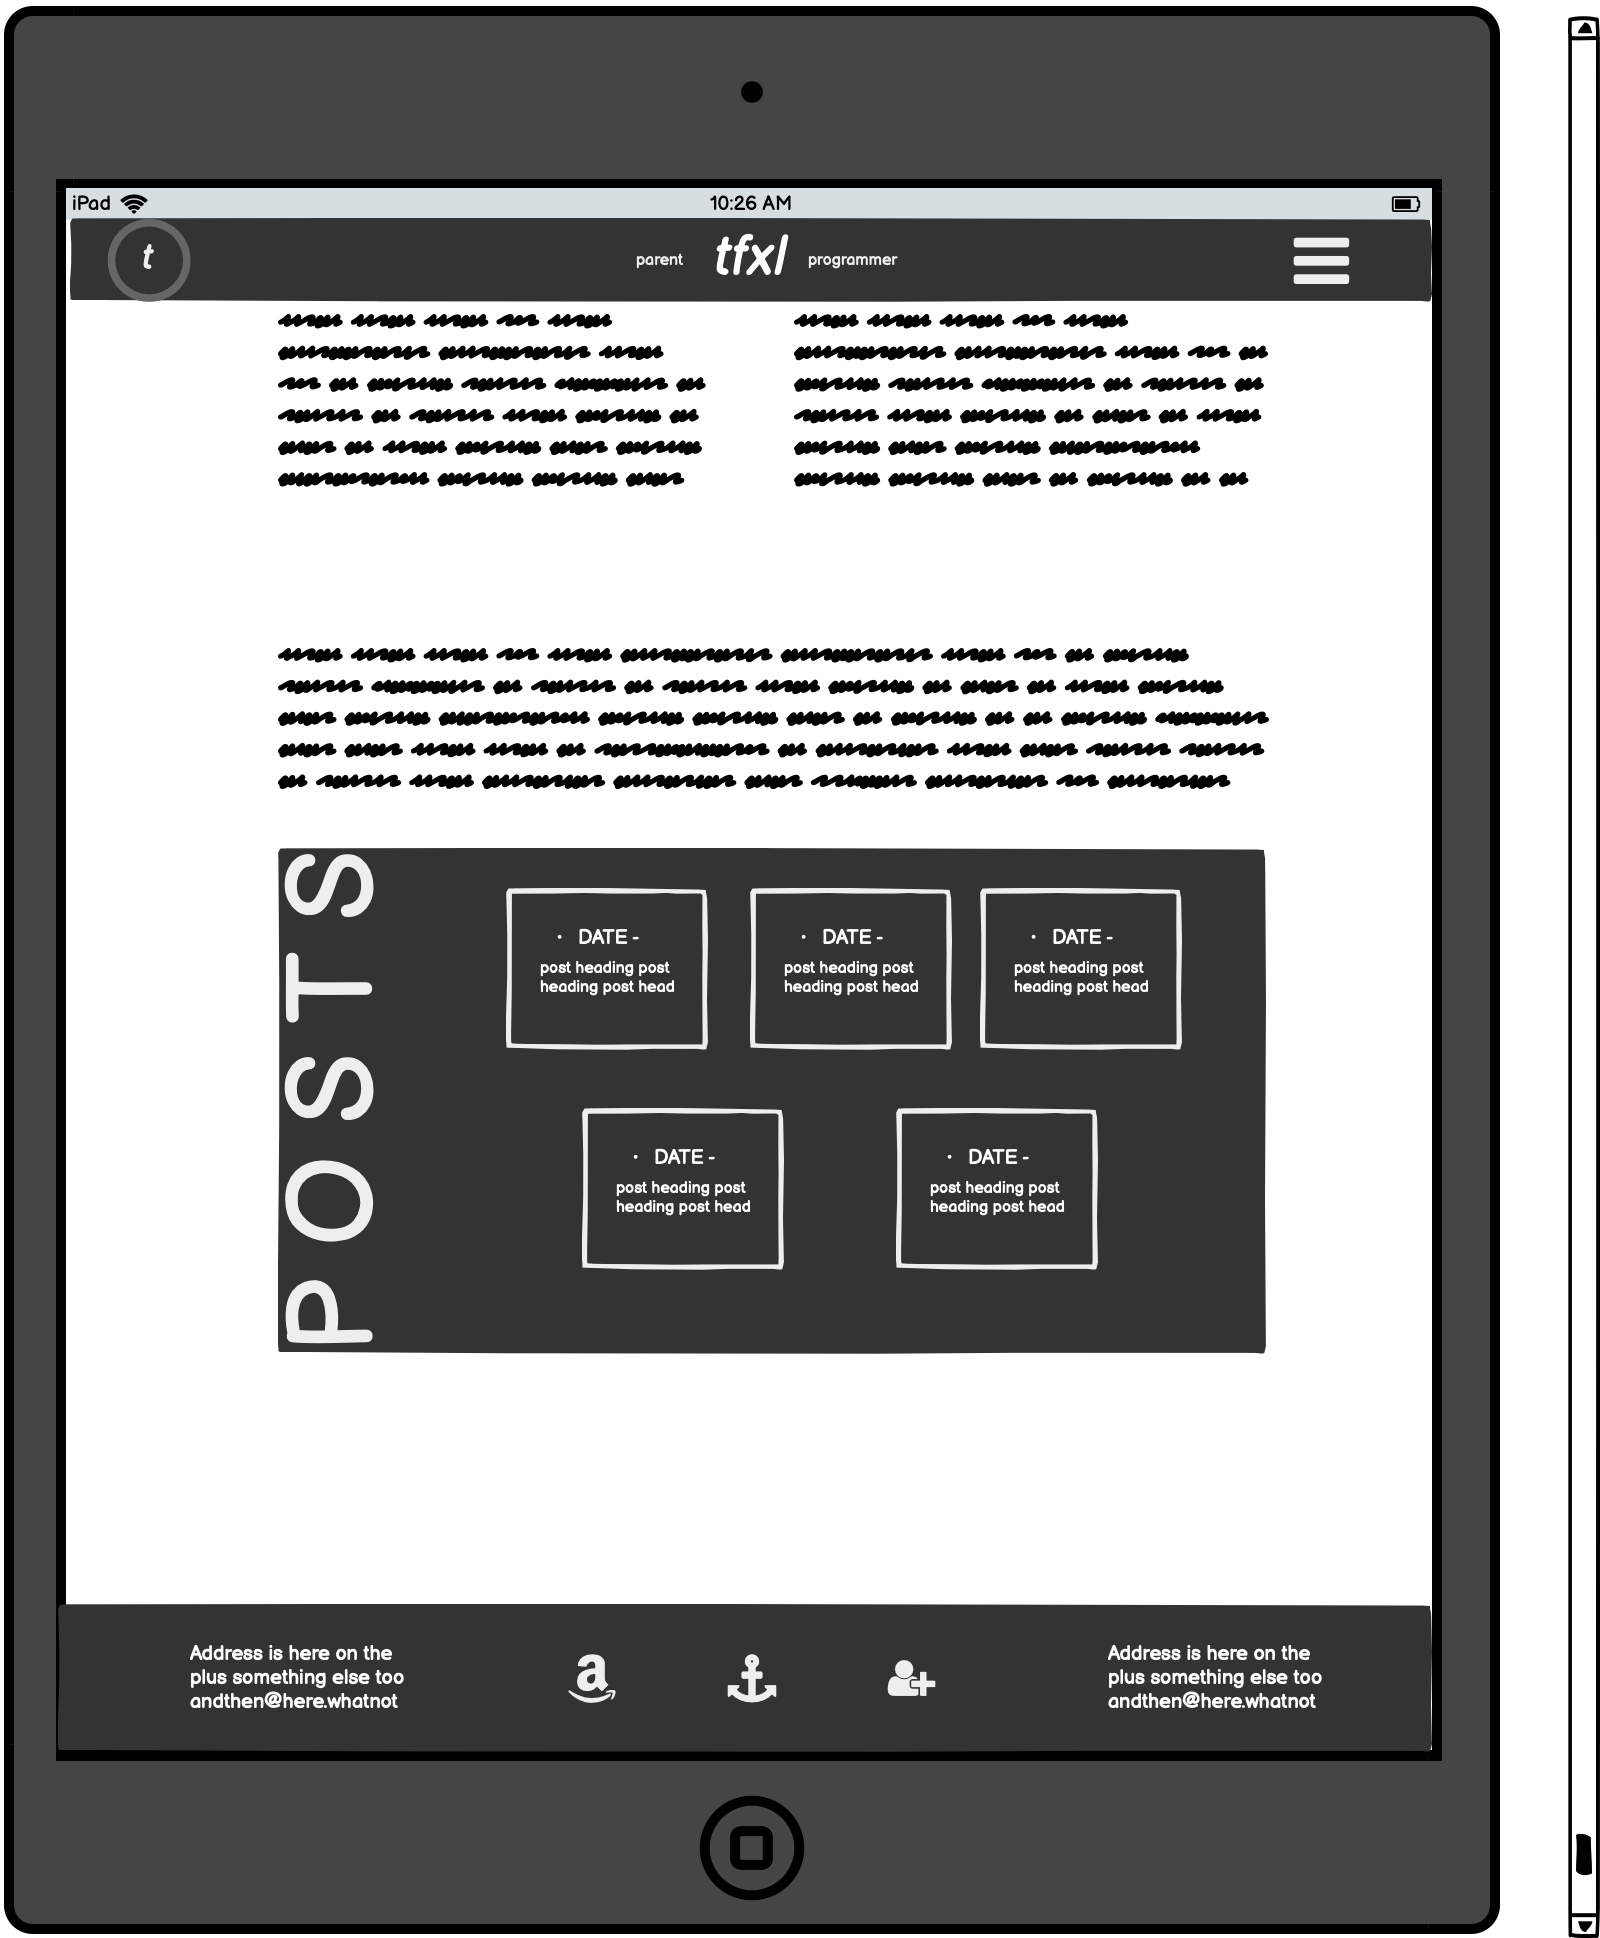 iPad
10:26 AM
t
parent tfxl programmer
POSTS
· DATE -
post heading post
heading post head
· DATE -
post heading post
heading post head
· DATE -
post heading post
heading post head
· DATE -
post heading post
heading post head
· DATE -
post heading post
heading post head
Address is here on the
plus something else too
andthen@here.whatnot
a
Address is here on the
plus something else too
andthen@here.whatnot